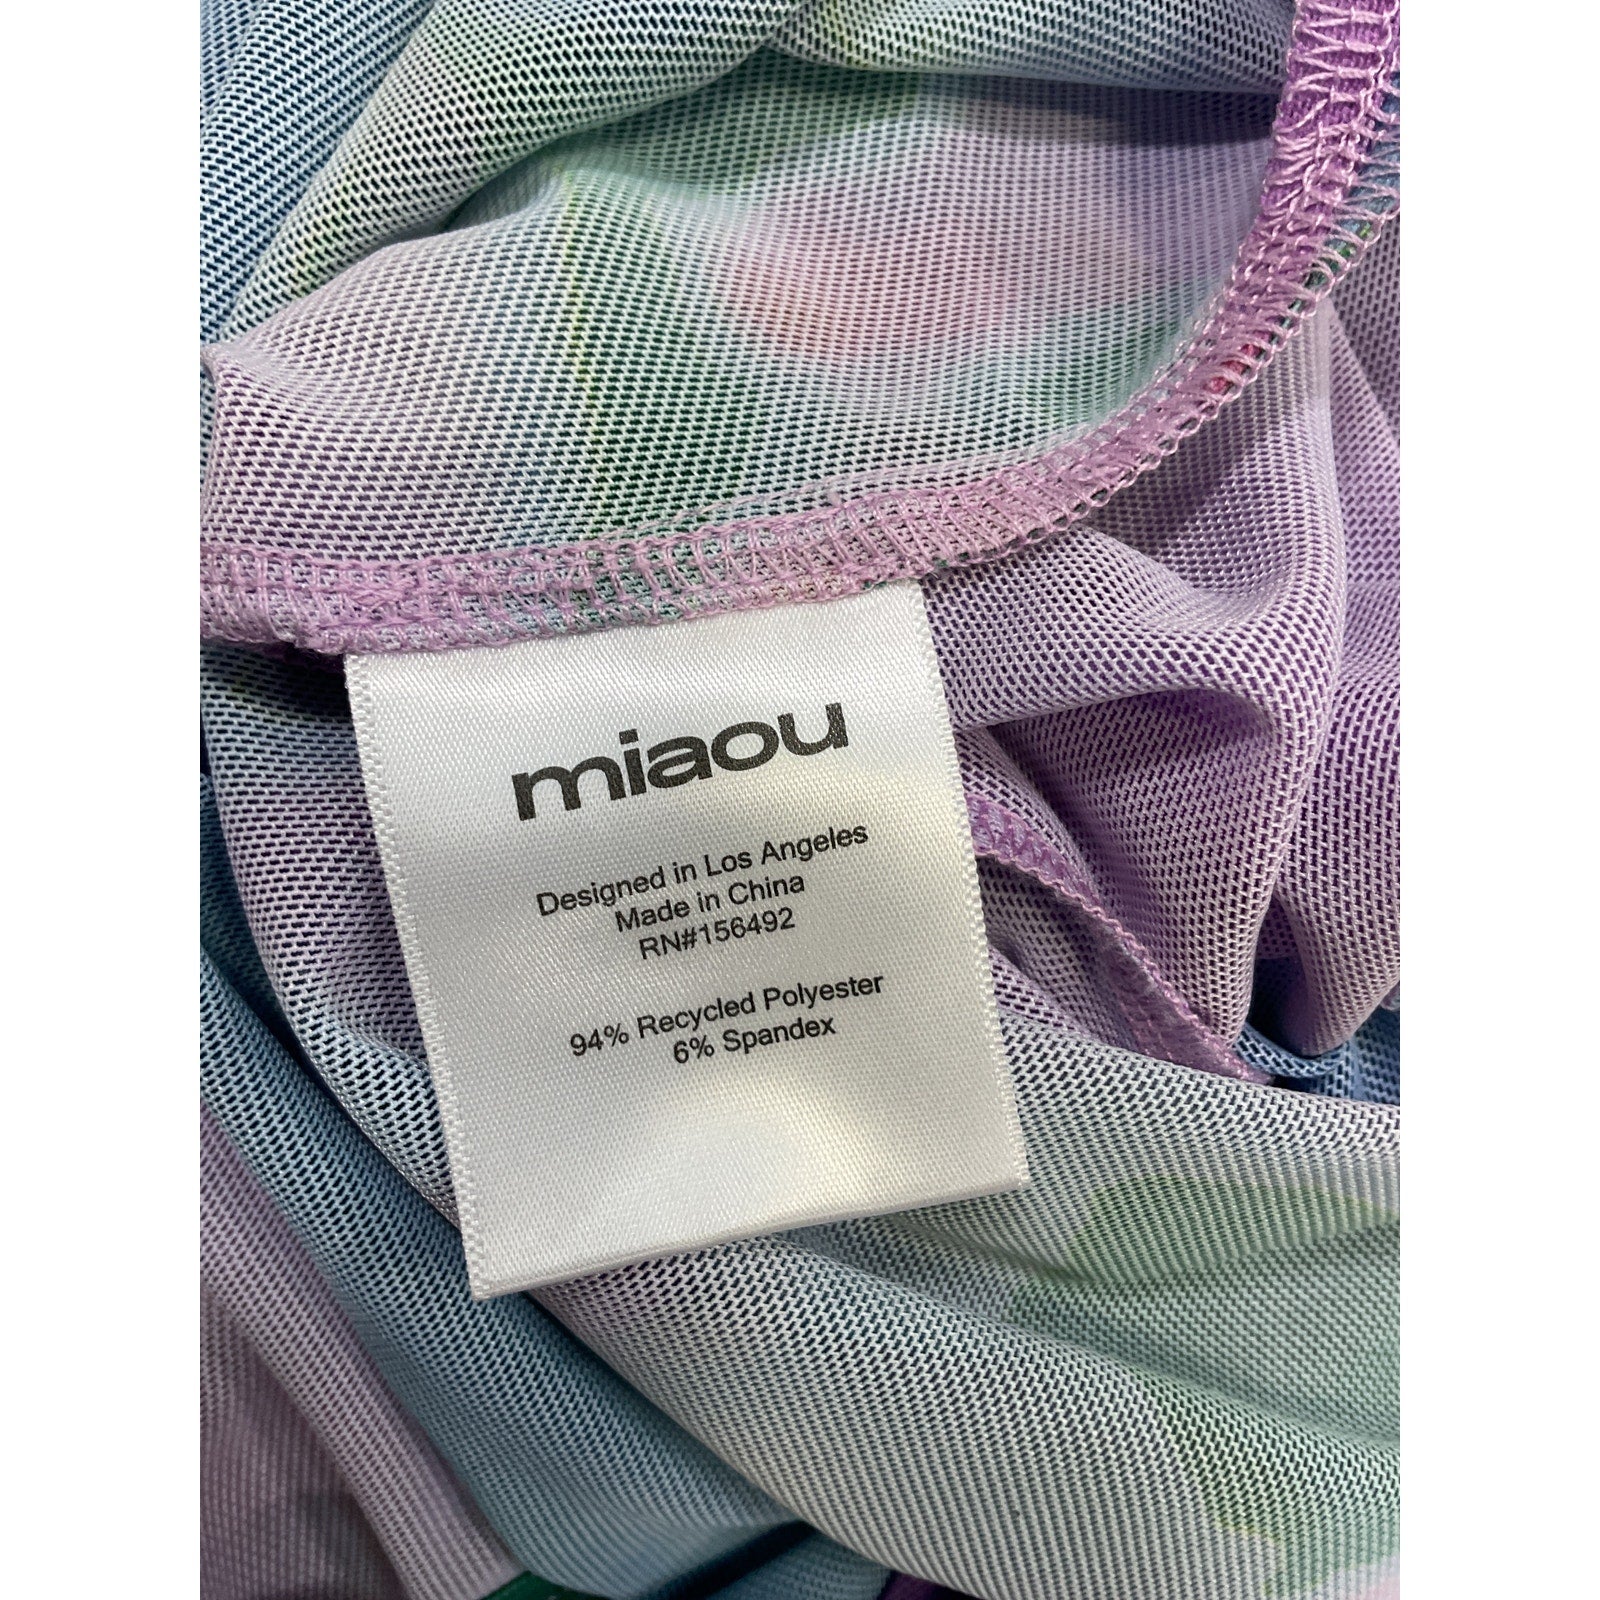 miaou
Designed in Los Angeles
Made in China
RN#156492
94% Recycled Polyester
6% Spandex